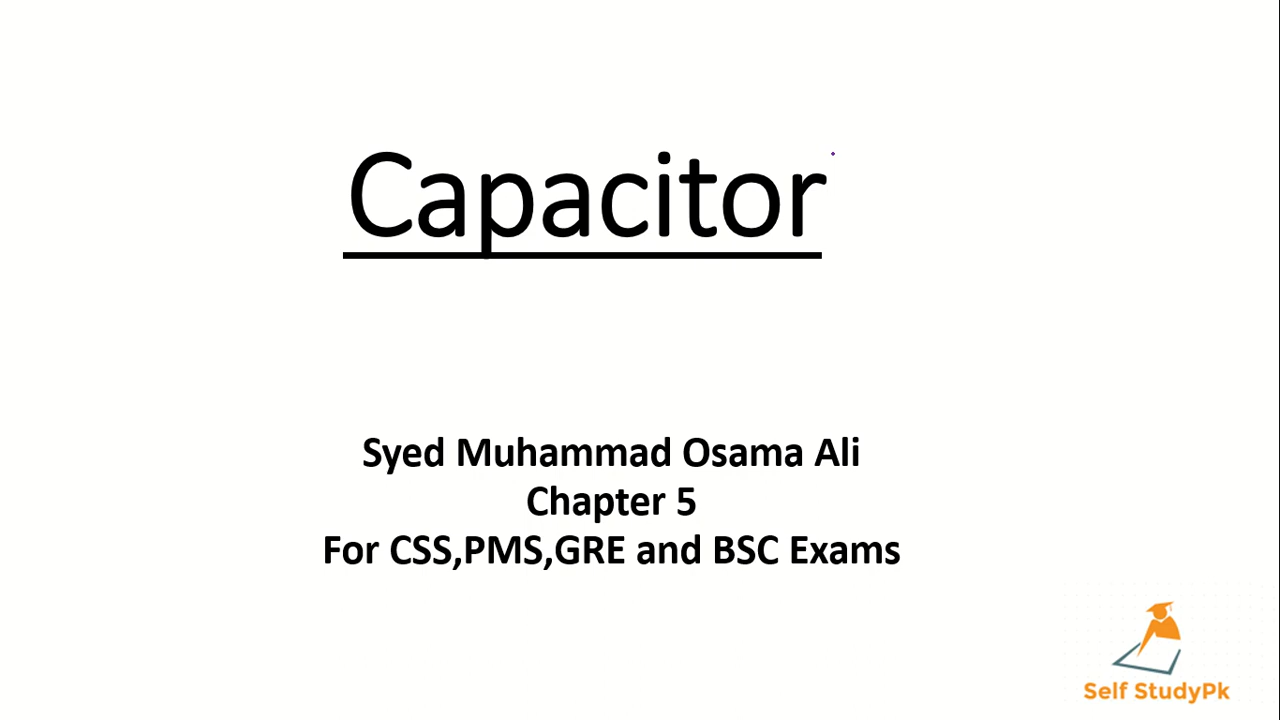 Capacitor
Syed Muhammad Osama Ali
Chapter 5
For CSS,PMS,GRE and BSC Exams
Self StudyPk